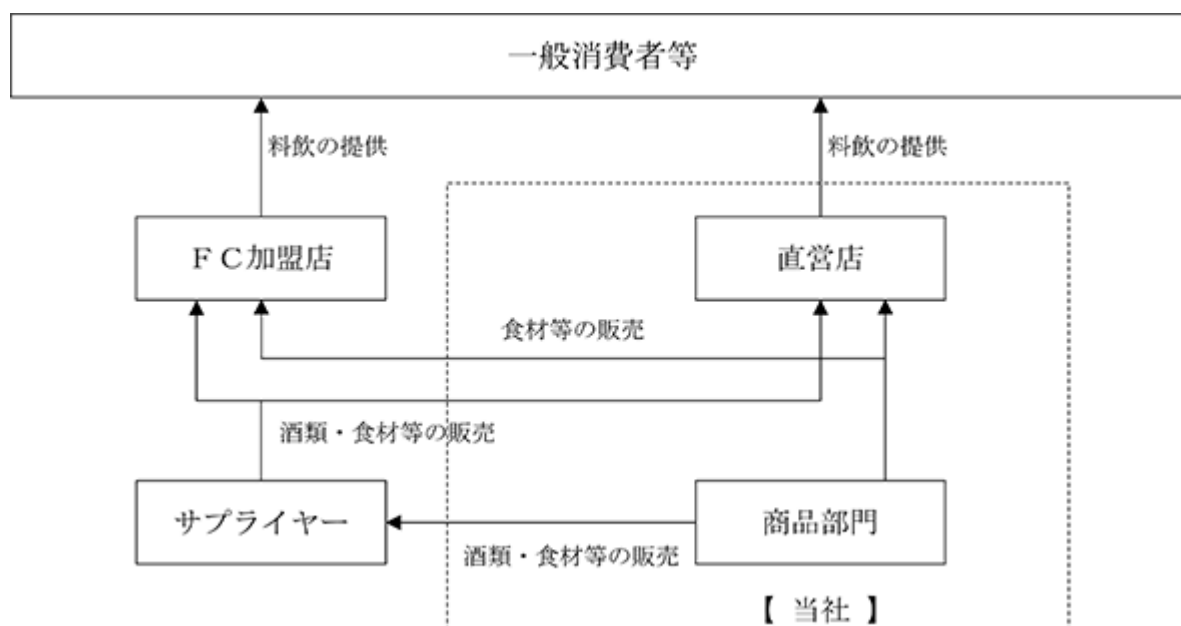 一般消費者等
料飲の提供
料飲の提供
ＦＣ加盟店
直営店
食材等の販売
酒類・食材等の販売
サプライヤー
商品部門
酒類・食材等の販売
【 当社 】